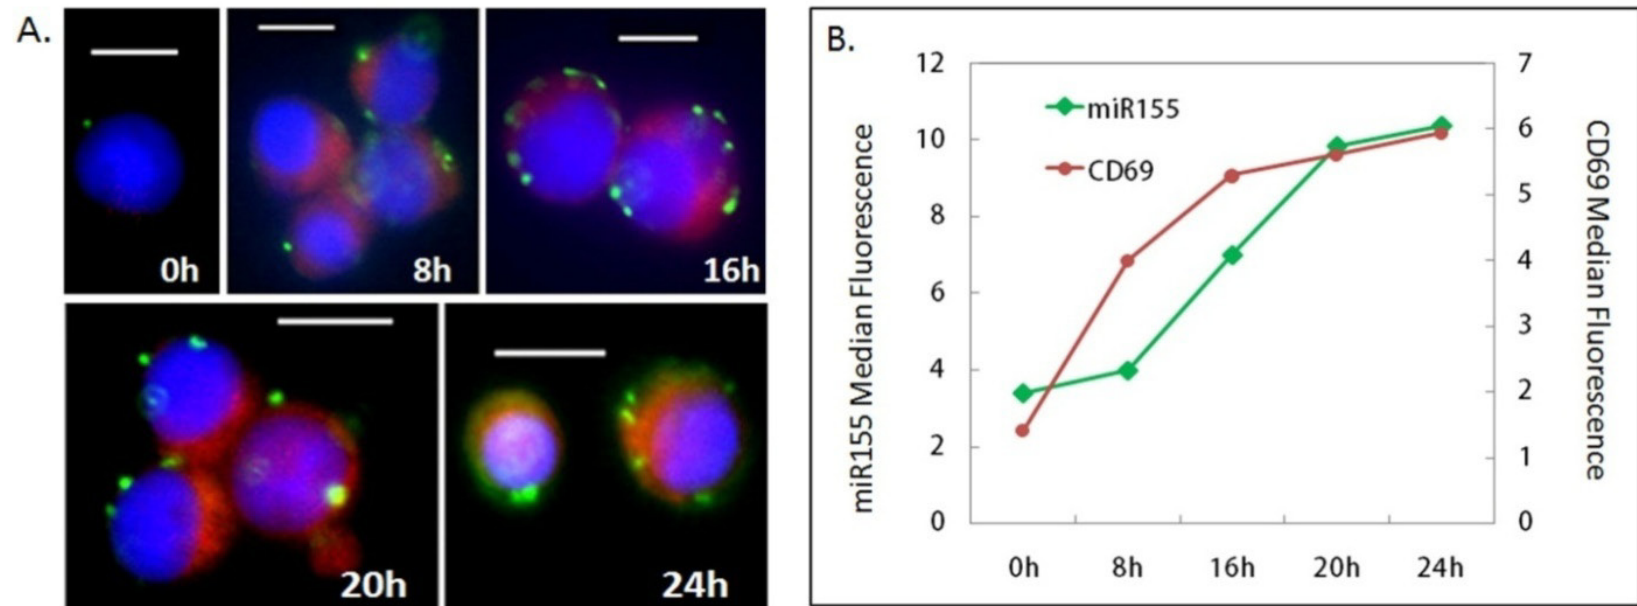 A.
0h
8h
16h
20h
24h
B.
miR155 Median Fluorescence
12
10
8
6
4
2
0
miR155
CD69
7
6
5
4
3
2
1
0
CD69 Median Fluorescence
0h 8h 16h 20h 24h